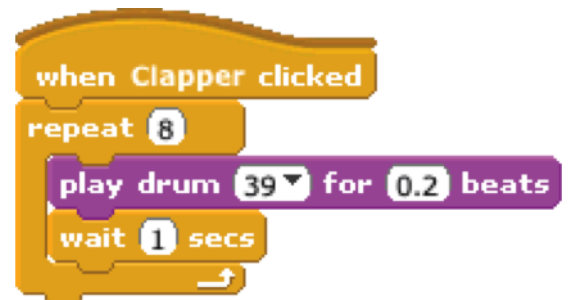 when Clapper clicked
repeat 8
play drum 39 for 0.2 beats
wait 1 secs